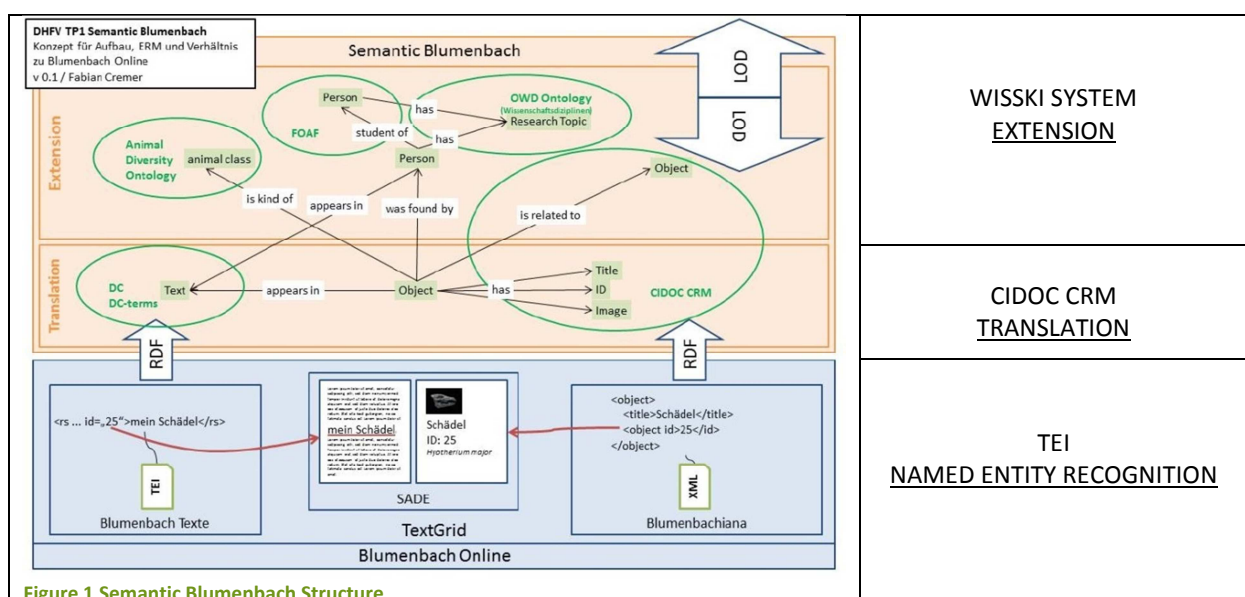 DHFV TP1 Semantic Blumenbach
Konzept für Aufbau, ERM und Verhältnis
zu Blumenbach Online
v 0.1 / Fabian Cremer
Semantic Blumenbach
LOD
LOD
Extension
Person
has
OWD Ontology
(Wissenschaftsdiziplinen)
FOAF
student of
has
Research Topic
Animal
Diversity
Ontology
animal class
Person
Object
is kind of
appears in
was found by
is related to
Translation
DC
DC-terms
Text
appears in
Object
has
Title
ID
Image
CIDOC CRM
RDF
RDF
<rs ... id=„25“>mein Schädel</rs>
TEI
Blumenbach Texte
mein Schädel
Schädel
ID: 25
Hyotherium major
SADE
<object>
<title>Schädel</title>
<object id>25</id>
</object>
XML
Blumenbachiana
TextGrid
Blumenbach Online
Figure 1 Semantic Blumenbach Structure
WISSKI SYSTEM
EXTENSION
CIDOC CRM
TRANSLATION
TEI
NAMED ENTITY RECOGNITION